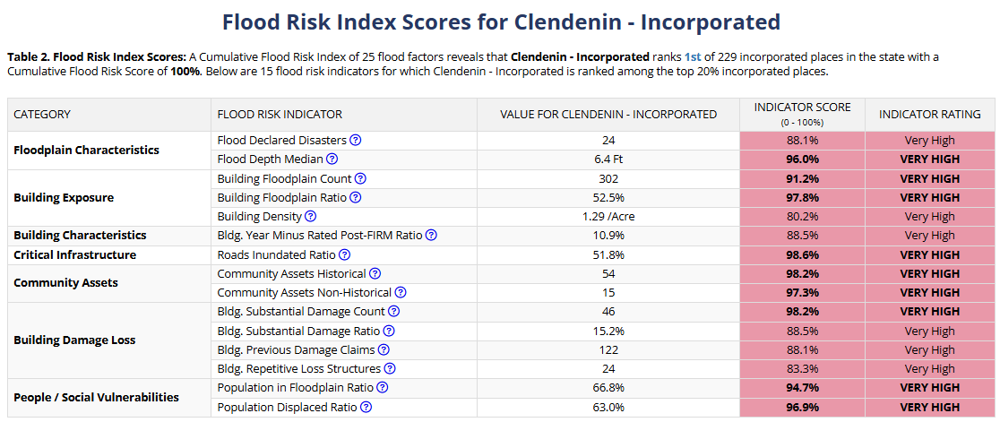 Flood Risk Index Scores for Clendenin - Incorporated
Table 2. Flood Risk Index Scores: A Cumulative Flood Risk Index of 25 flood factors reveals that Clendenin - Incorporated ranks 1st of 229 incorporated places in the state with a
Cumulative Flood Risk Score of 100%. Below are 15 flood risk indicators for which Clendenin - Incorporated is ranked among the top 20% incorporated places.
CATEGORY FLOOD RISK INDICATOR VALUE FOR CLENDENIN - INCORPORATED INDICATOR SCORE (0 - 100%) INDICATOR RATING
Floodplain Characteristics
Flood Declared Disasters ? 24 88.1% Very High
Flood Depth Median ? 6.4 Ft 96.0% VERY HIGH
Building Exposure
Building Floodplain Count ? 302 91.2% VERY HIGH
Building Floodplain Ratio ? 52.5% 97.8% VERY HIGH
Building Density ? 1.29 /Acre 80.2% Very High
Building Characteristics Bldg. Year Minus Rated Post-FIRM Ratio ? 10.9% 88.5% Very High
Critical Infrastructure Roads Inundated Ratio ? 51.8% 98.6% VERY HIGH
Community Assets
Community Assets Historical ? 54 98.2% VERY HIGH
Community Assets Non-Historical ? 15 97.3% VERY HIGH
Building Damage Loss
Bldg. Substantial Damage Count ? 46 98.2% VERY HIGH
Bldg. Substantial Damage Ratio ? 15.2% 88.5% Very High
Bldg. Previous Damage Claims ? 122 88.1% Very High
Bldg. Repetitive Loss Structures ? 24 83.3% Very High
People / Social Vulnerabilities
Population in Floodplain Ratio ? 66.8% 94.7% VERY HIGH
Population Displaced Ratio ? 63.0% 96.9% VERY HIGH